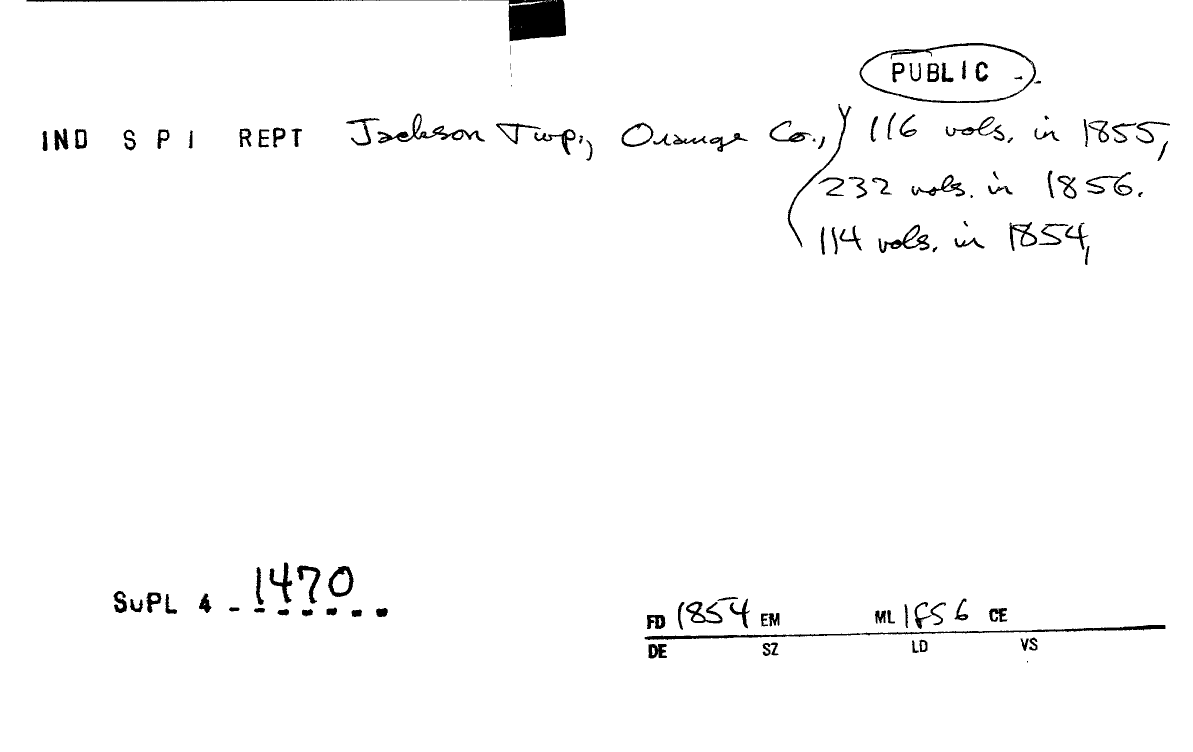 PUBLIC
IND S P I REPT Jackson Twp., Orange Co., 116 vols. in 1855,
232 vols. in 1856.
114 vols. in 1854,
SuPL 4 - 1470
FD 1854 EM ML 1856 CE
DE SZ LD VS